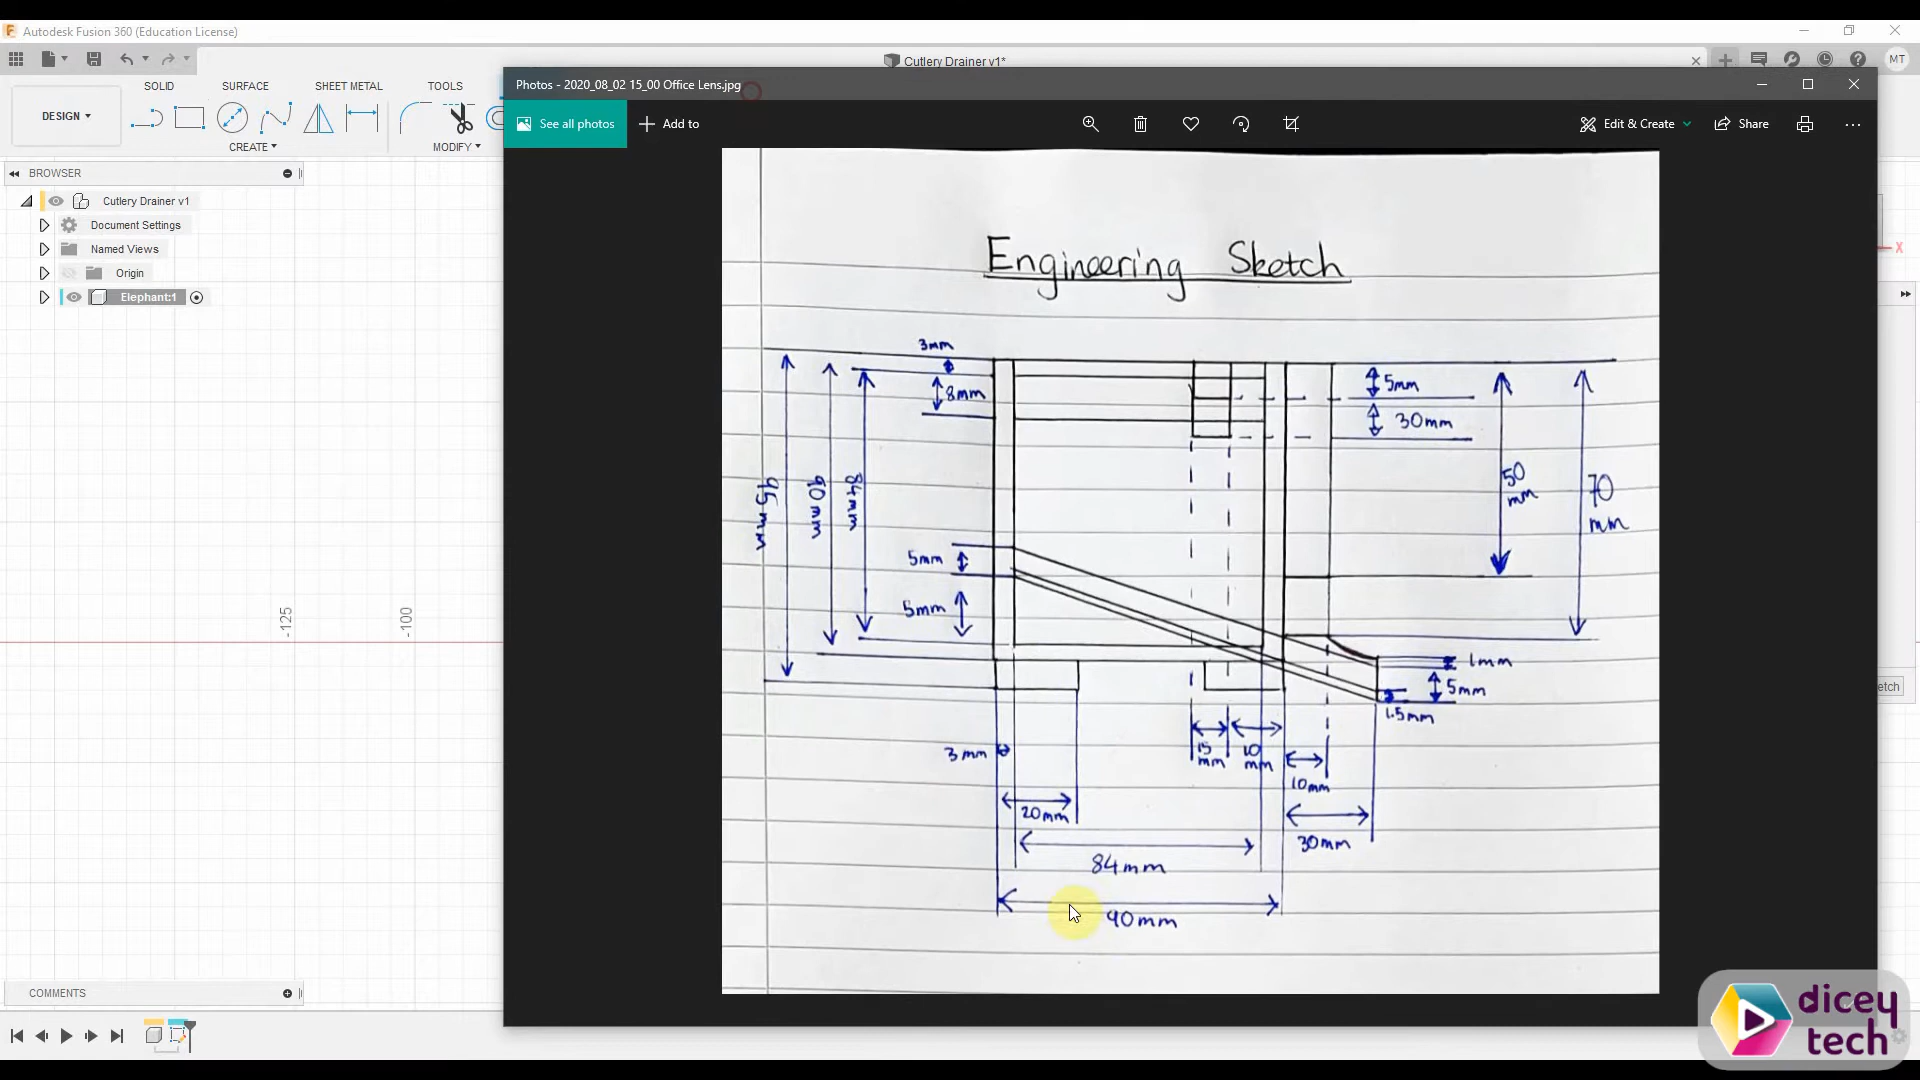 Autodesk Fusion 360 (Education License)
Cutlery Drainer v1*
MT
SOLID
SURFACE
SHEET METAL
TOOLS
DESIGN
CREATE
MODIFY
Photos - 2020_08_02 15_00 Office Lens.jpg
See all photos
Add to
Edit & Create
Share
BROWSER
Cutlery Drainer v1
Document Settings
Named Views
Origin
Elephant:1
X
-125
-100
etch
Engineering Sketch
3mm
8mm
5mm
30mm
95mm
90mm
84mm
50
mm
70
mm
5mm
5mm
1mm
5mm
1.5mm
3mm
15
mm
10
mm
10mm
20mm
30mm
84mm
90mm
COMMENTS
dicey
tech